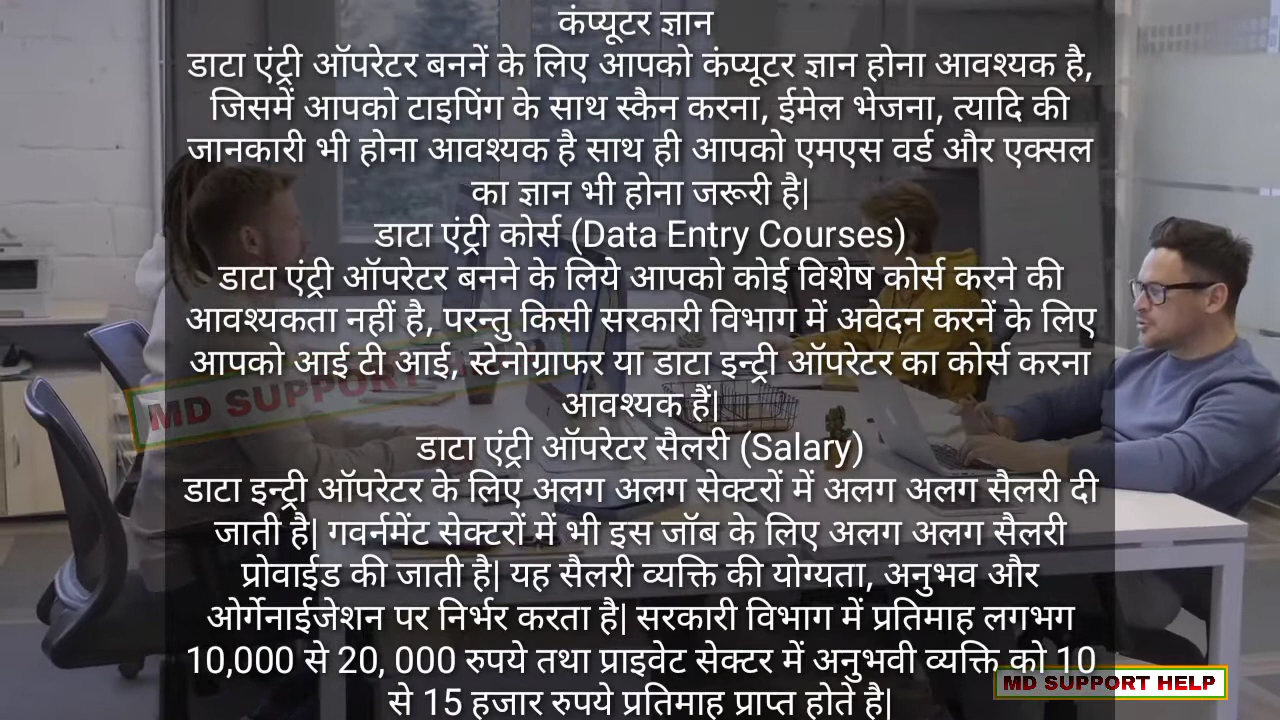 कंप्यूटर ज्ञान
डाटा एंट्री ऑपरेटर बननें के लिए आपको कंप्यूटर ज्ञान होना आवश्यक है,
जिसमें आपको टाइपिंग के साथ स्कैन करना, ईमेल भेजना, त्यादि की
जानकारी भी होना आवश्यक है साथ ही आपको एमएस वर्ड और एक्सल
का ज्ञान भी होना जरूरी है|
डाटा एंट्री कोर्स (Data Entry Courses)
डाटा एंट्री ऑपरेटर बनने के लिये आपको कोई विशेष कोर्स करने की
आवश्यकता नहीं है, परन्तु किसी सरकारी विभाग में अवेदन करनें के लिए
आपको आई टी आई, स्टेनोग्राफर या डाटा इन्ट्री ऑपरेटर का कोर्स करना
आवश्यक हैं|
MD SUPPORT
डाटा एंट्री ऑपरेटर सैलरी (Salary)
डाटा इन्ट्री ऑपरेटर के लिए अलग अलग सेक्टरों में अलग अलग सैलरी दी
जाती है| गवर्नमेंट सेक्टरों में भी इस जॉब के लिए अलग अलग सैलरी
प्रोवाईड की जाती है| यह सैलरी व्यक्ति की योग्यता, अनुभव और
ओर्गेनाईजेशन पर निर्भर करता है| सरकारी विभाग में प्रतिमाह लगभग
10,000 से 20, 000 रुपये तथा प्राइवेट सेक्टर में अनुभवी व्यक्ति को 10
से 15 हजार रुपये प्रतिमाह प्राप्त होते है|
MD SUPPORT HELP